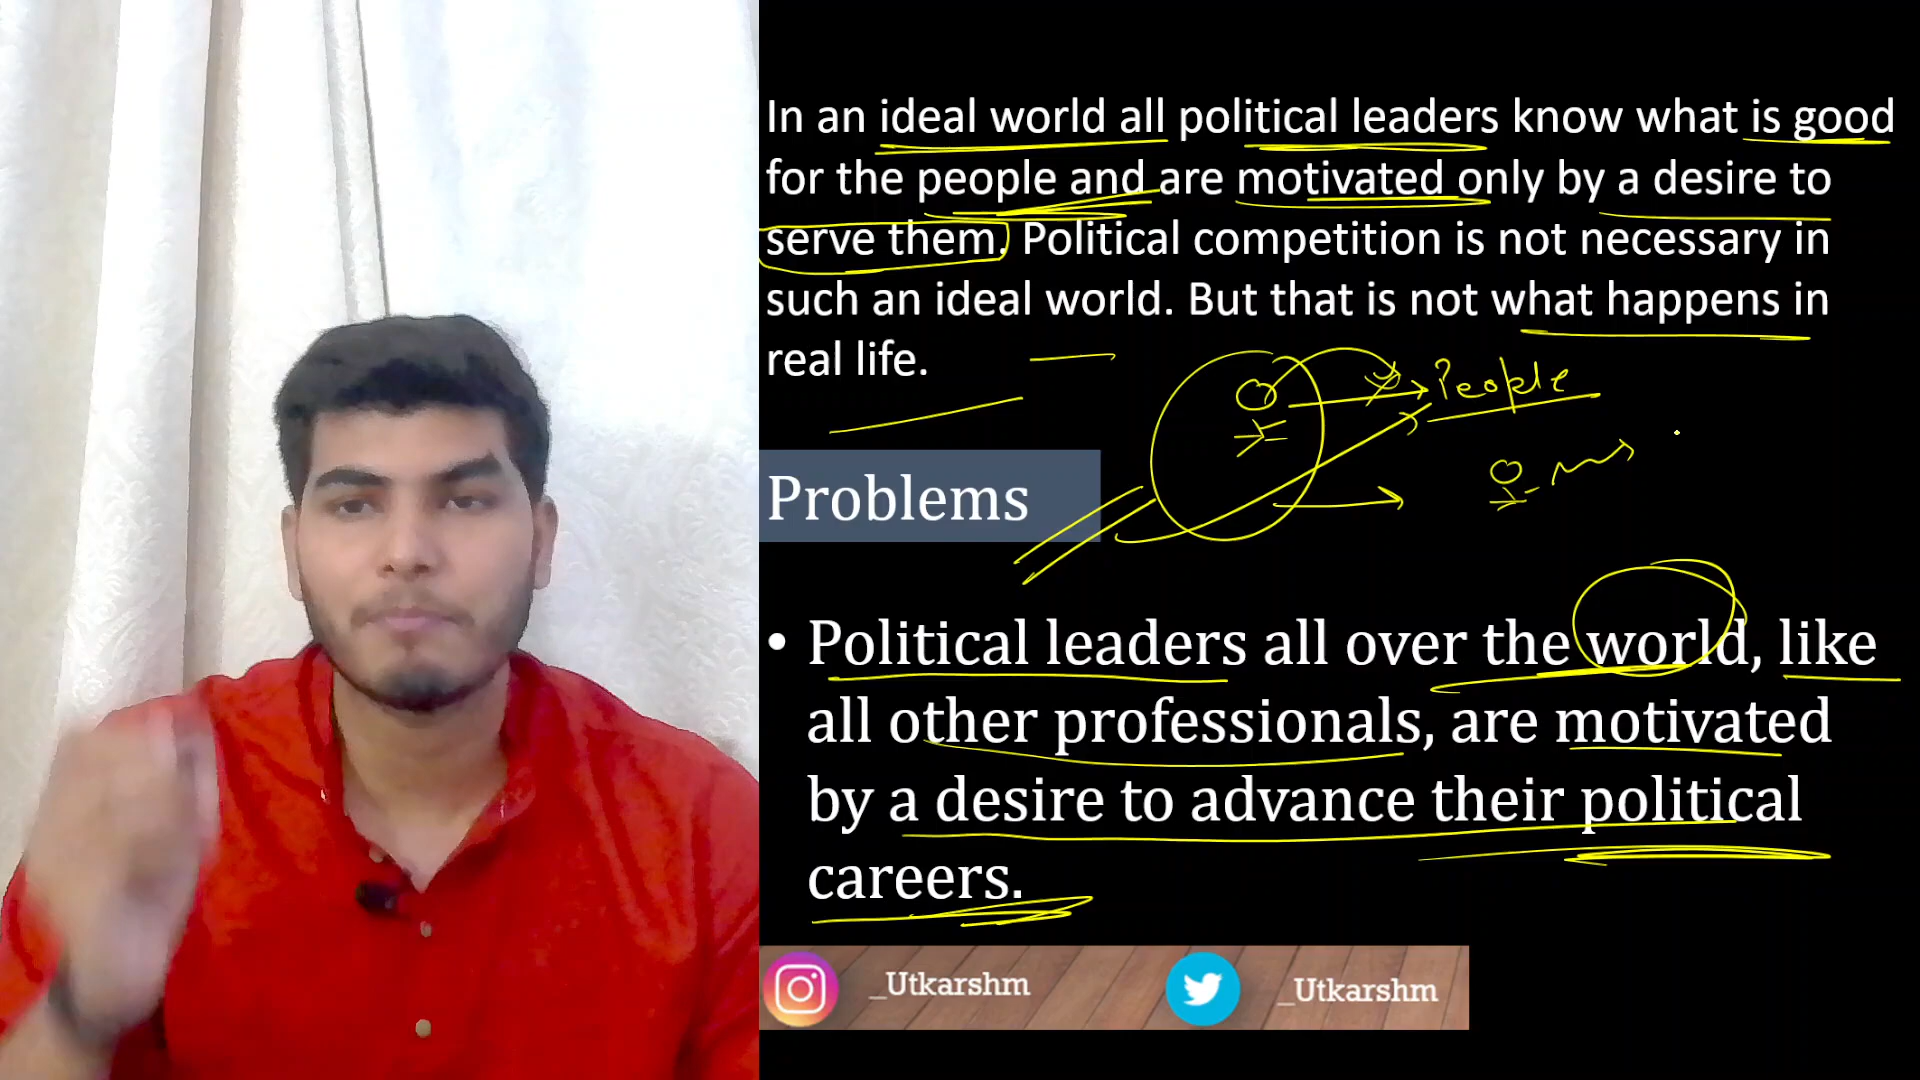 In an ideal world all political leaders know what is good
for the people and are motivated only by a desire to
serve them. Political competition is not necessary in
such an ideal world. But that is not what happens in
real life.
People
Problems
• Political leaders all over the world, like
all other professionals, are motivated
by a desire to advance their political
careers.
_Utkarshm
_Utkarshm